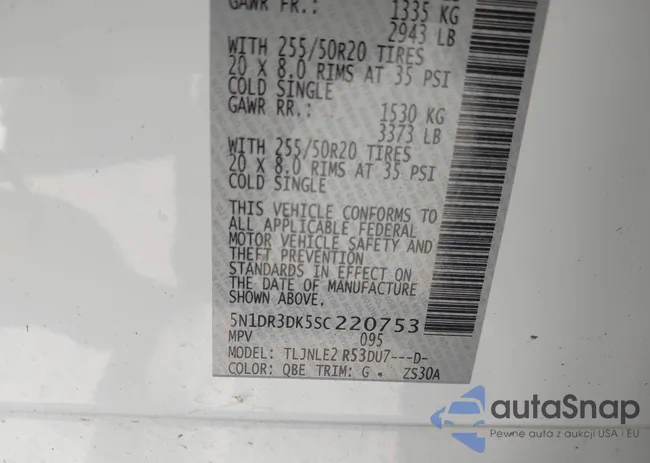 GAWR FR.: 1335 KG
2943 LB
WITH 255/50R20 TIRES
20 X 8.0 RIMS AT 35 PSI
COLD SINGLE
GAWR RR.: 1530 KG
3373 LB
WITH 255/50R20 TIRES
20 X 8.0 RIMS AT 35 PSI
COLD SINGLE
THIS VEHICLE CONFORMS TO
ALL APPLICABLE FEDERAL
MOTOR VEHICLE SAFETY AND
THEFT PREVENTION
STANDARDS IN EFFECT ON
THE DATE OF MANUFACTURE
SHOWN ABOVE.
5N1DR3DK5SC220753
MPV 095
MODEL: TLJNLE2 R53DU7---D-
COLOR: QBE TRIM: G • ZS30A
autaSnap
Pewne auta z aukcji USA i EU